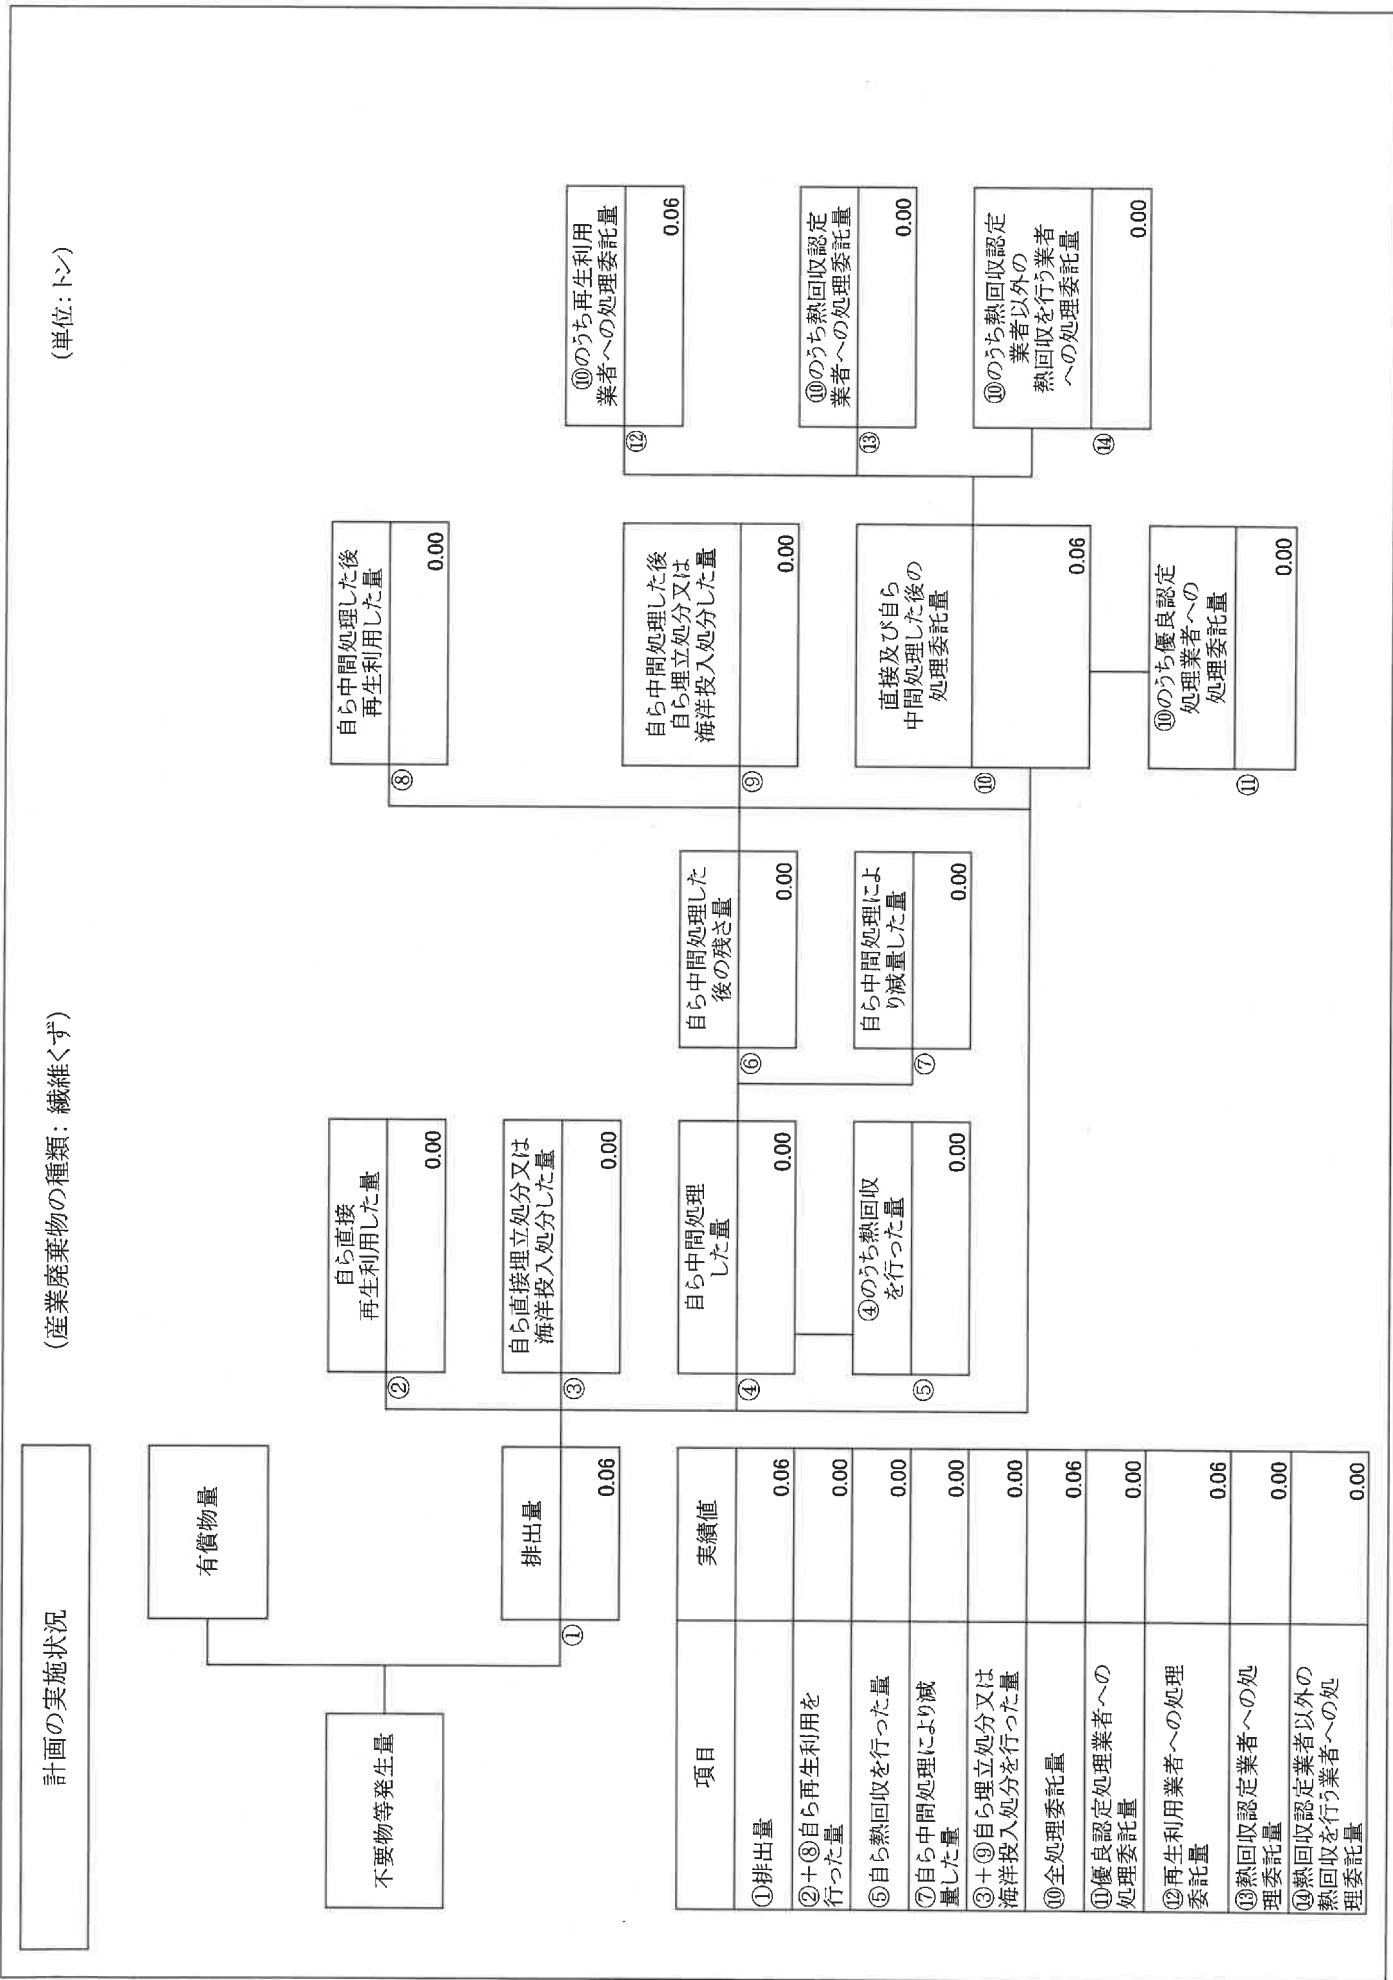 計画の実施状況
(産業廃棄物の種類：繊維くず)
(単位：トン)
不要物等発生量
有償物量
①
排出量
0.06
②
自ら直接
再生利用した量
0.00
③
自ら直接埋立処分又は
海洋投入処分した量
0.00
④
自ら中間処理
した量
0.00
⑤
④のうち熱回収
を行った量
0.00
⑥
自ら中間処理した
後の残さ量
0.00
⑦
自ら中間処理によ
り減量した量
0.00
⑧
自ら中間処理した後
再生利用した量
0.00
⑨
自ら中間処理した後
自ら埋立処分又は
海洋投入処分した量
0.00
⑩
直接及び自ら
中間処理した後の
処理委託量
0.06
⑪
⑩のうち優良認定
処理業者への
処理委託量
0.00
⑫
⑩のうち再生利用
業者への処理委託量
0.06
⑬
⑩のうち熱回収認定
業者への処理委託量
0.00
⑭
⑩のうち熱回収認定
業者以外の
熱回収を行う業者
への処理委託量
0.00
項目 実績値
①排出量 0.06
②＋⑧自ら再生利用を
行った量 0.00
⑤自ら熱回収を行った量 0.00
⑦自ら中間処理により減
量した量 0.00
③＋⑨自ら埋立処分又は
海洋投入処分を行った量 0.00
⑩全処理委託量 0.06
⑪優良認定処理業者への
処理委託量 0.00
⑫再生利用業者への処理
委託量 0.06
⑬熱回収認定業者への処
理委託量 0.00
⑭熱回収認定業者以外の
熱回収を行う業者への処
理委託量 0.00